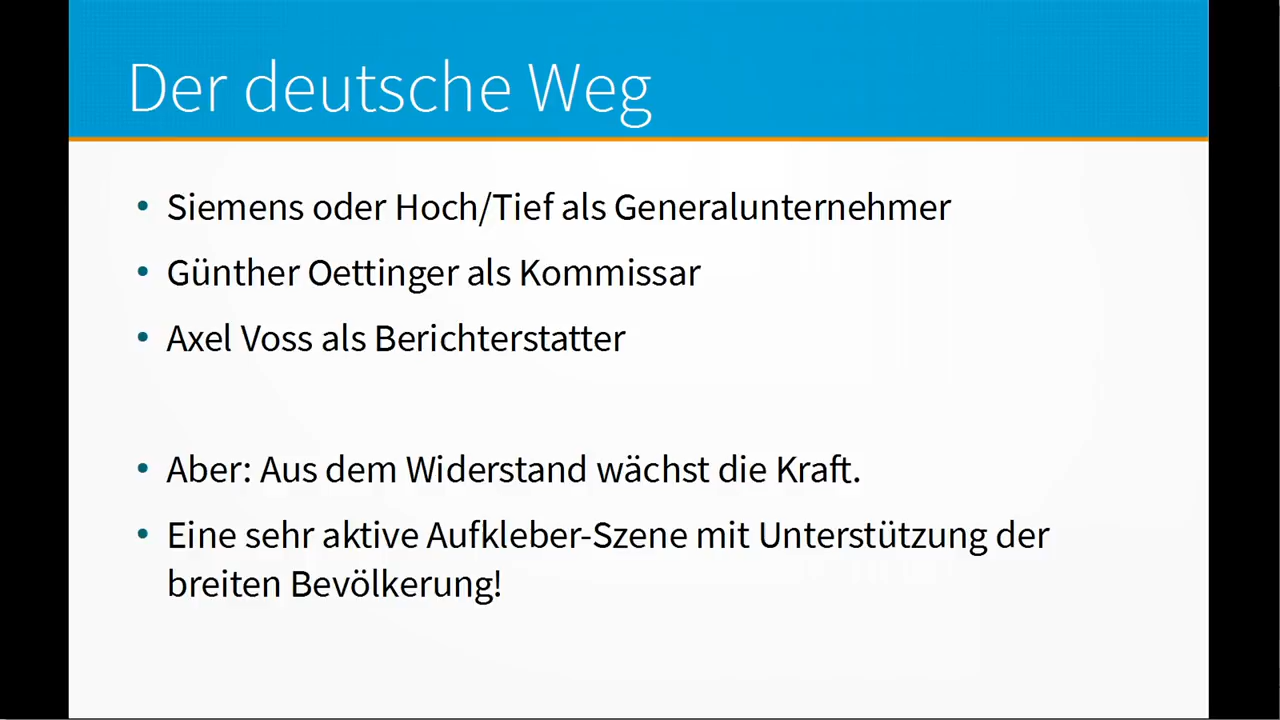 Der deutsche Weg
• Siemens oder Hoch/Tief als Generalunternehmer
• Günther Oettinger als Kommissar
• Axel Voss als Berichterstatter
• Aber: Aus dem Widerstand wächst die Kraft.
• Eine sehr aktive Aufkleber-Szene mit Unterstützung der
breiten Bevölkerung!